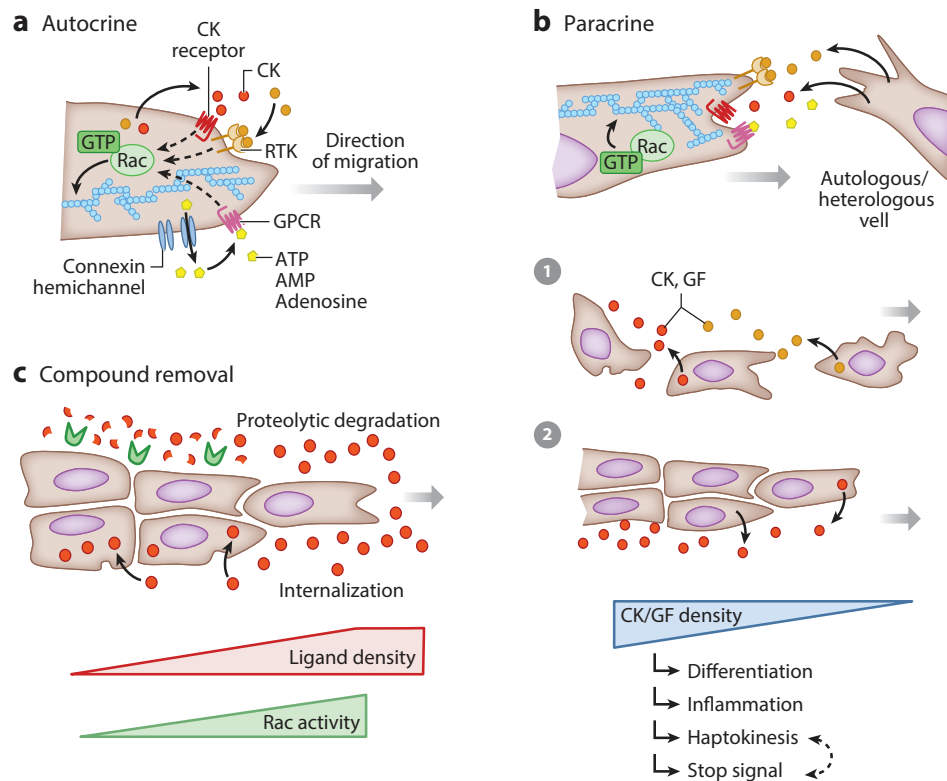 a Autocrine
CK
receptor
CK
GTP
Rac
RTK
Direction
of migration
GPCR
Connexin
hemichannel
ATP
AMP
Adenosine
b Paracrine
Rac
GTP
Autologous/
heterologous
vell
1
CK, GF
2
CK/GF density
Differentiation
Inflammation
Haptokinesis
Stop signal
c Compound removal
Proteolytic degradation
Internalization
Ligand density
Rac activity